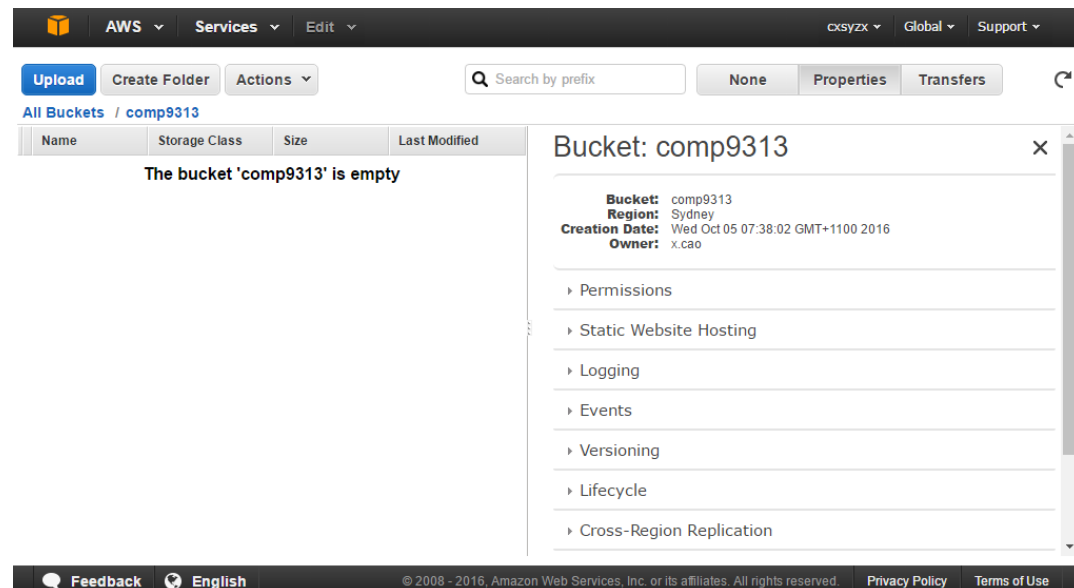 AWS Services Edit cxsyzx Global Support
Upload Create Folder Actions Search by prefix None Properties Transfers
All Buckets / comp9313
Name Storage Class Size Last Modified
The bucket 'comp9313' is empty
Bucket: comp9313
Bucket: comp9313
Region: Sydney
Creation Date: Wed Oct 05 07:38:02 GMT+1100 2016
Owner: x.cao
Permissions
Static Website Hosting
Logging
Events
Versioning
Lifecycle
Cross-Region Replication
Feedback English © 2008 - 2016, Amazon Web Services, Inc. or its affiliates. All rights reserved. Privacy Policy Terms of Use